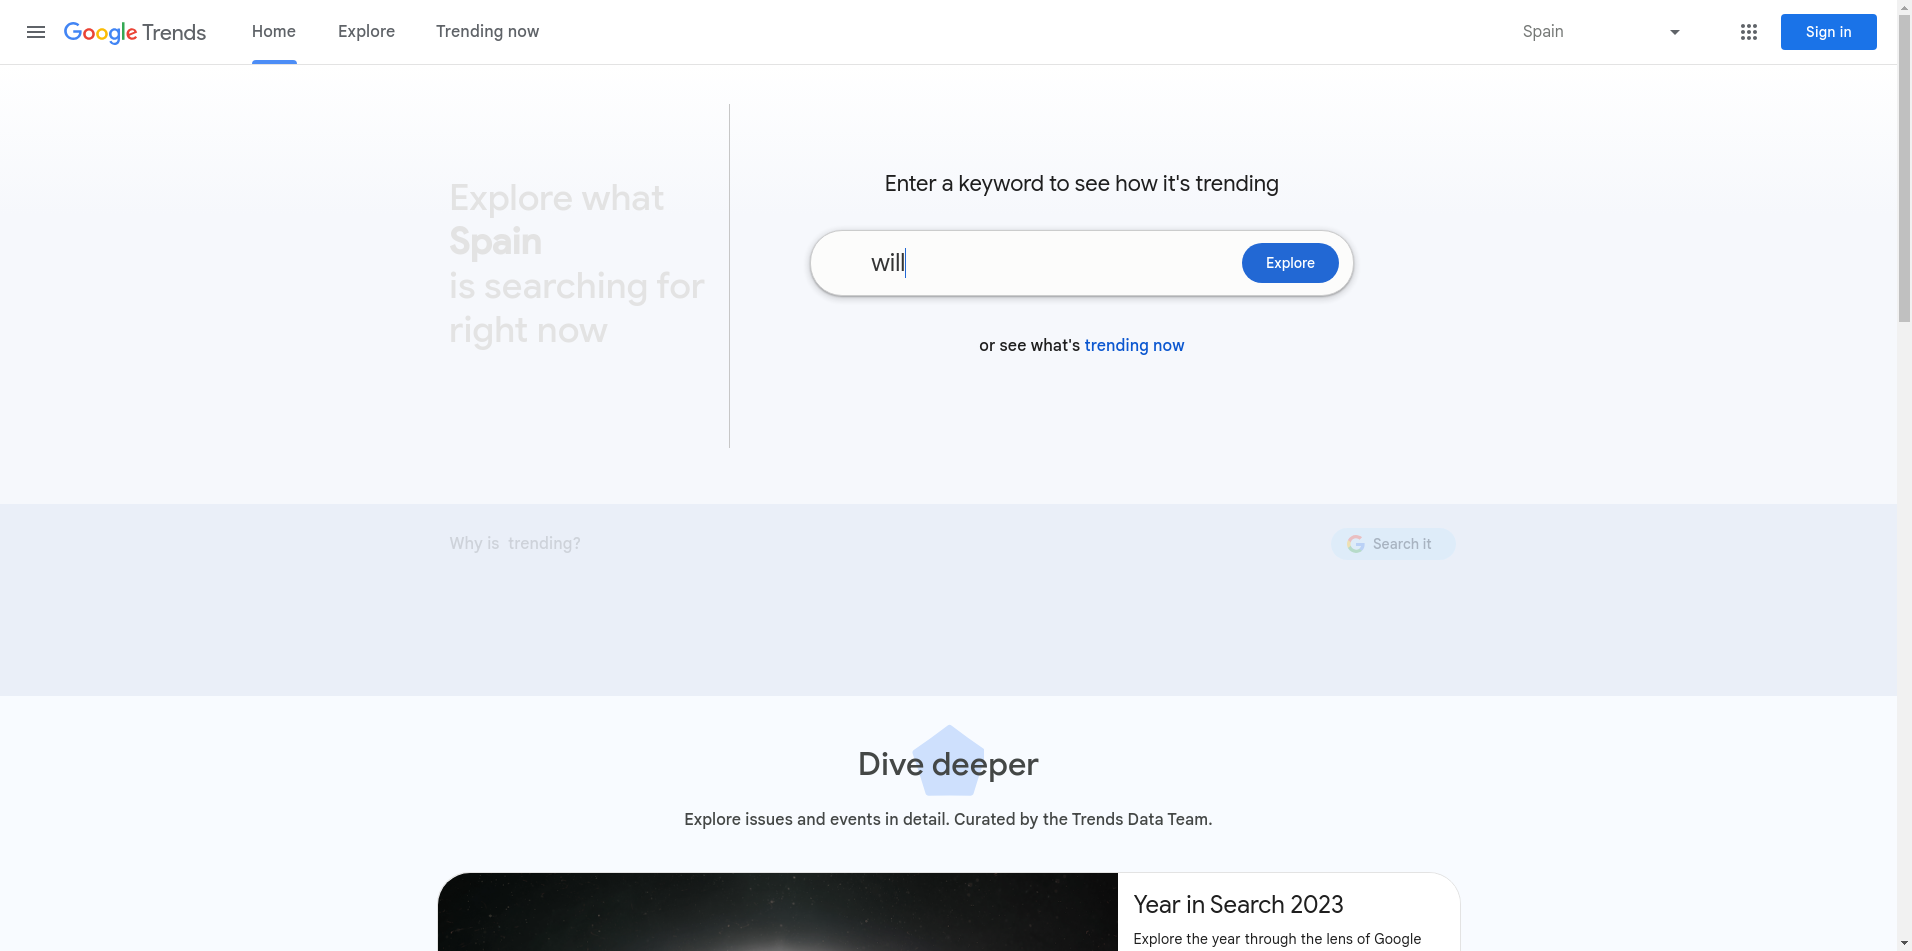 Google Trends
Home
Explore
Trending now
Spain
Sign in
Explore what
Spain
is searching for
right now
Enter a keyword to see how it's trending
will
Explore
or see what's trending now
Why is trending?
Search it
Dive deeper
Explore issues and events in detail. Curated by the Trends Data Team.
Year in Search 2023
Explore the year through the lens of Google